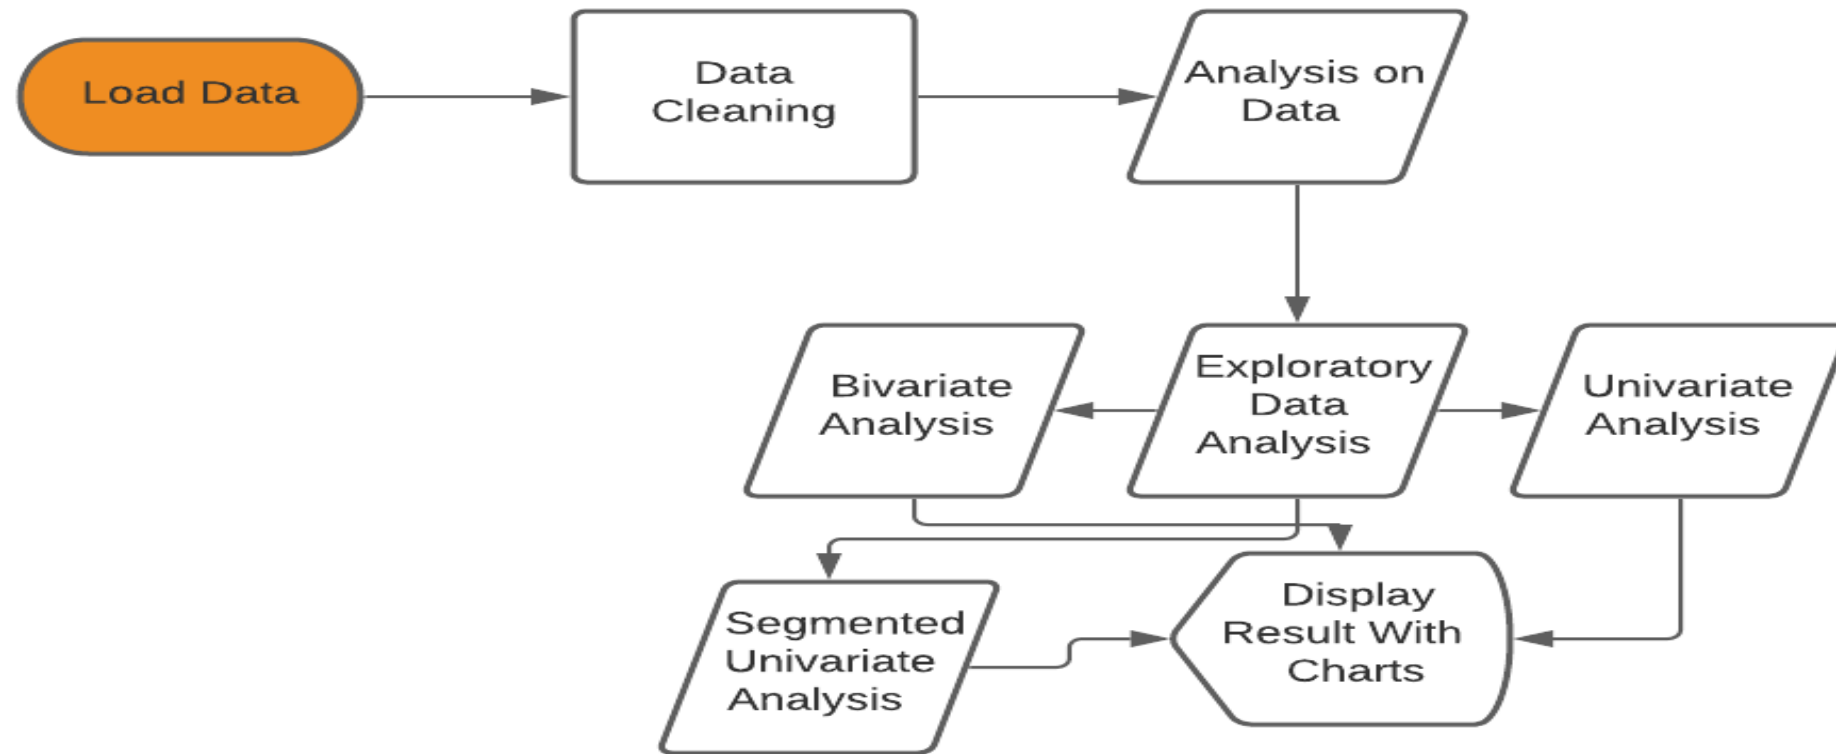 Load Data
Data
Cleaning
Analysis on
Data
Bivariate
Analysis
Exploratory
Data
Analysis
Univariate
Analysis
Segmented
Univariate
Analysis
Display
Result With
Charts